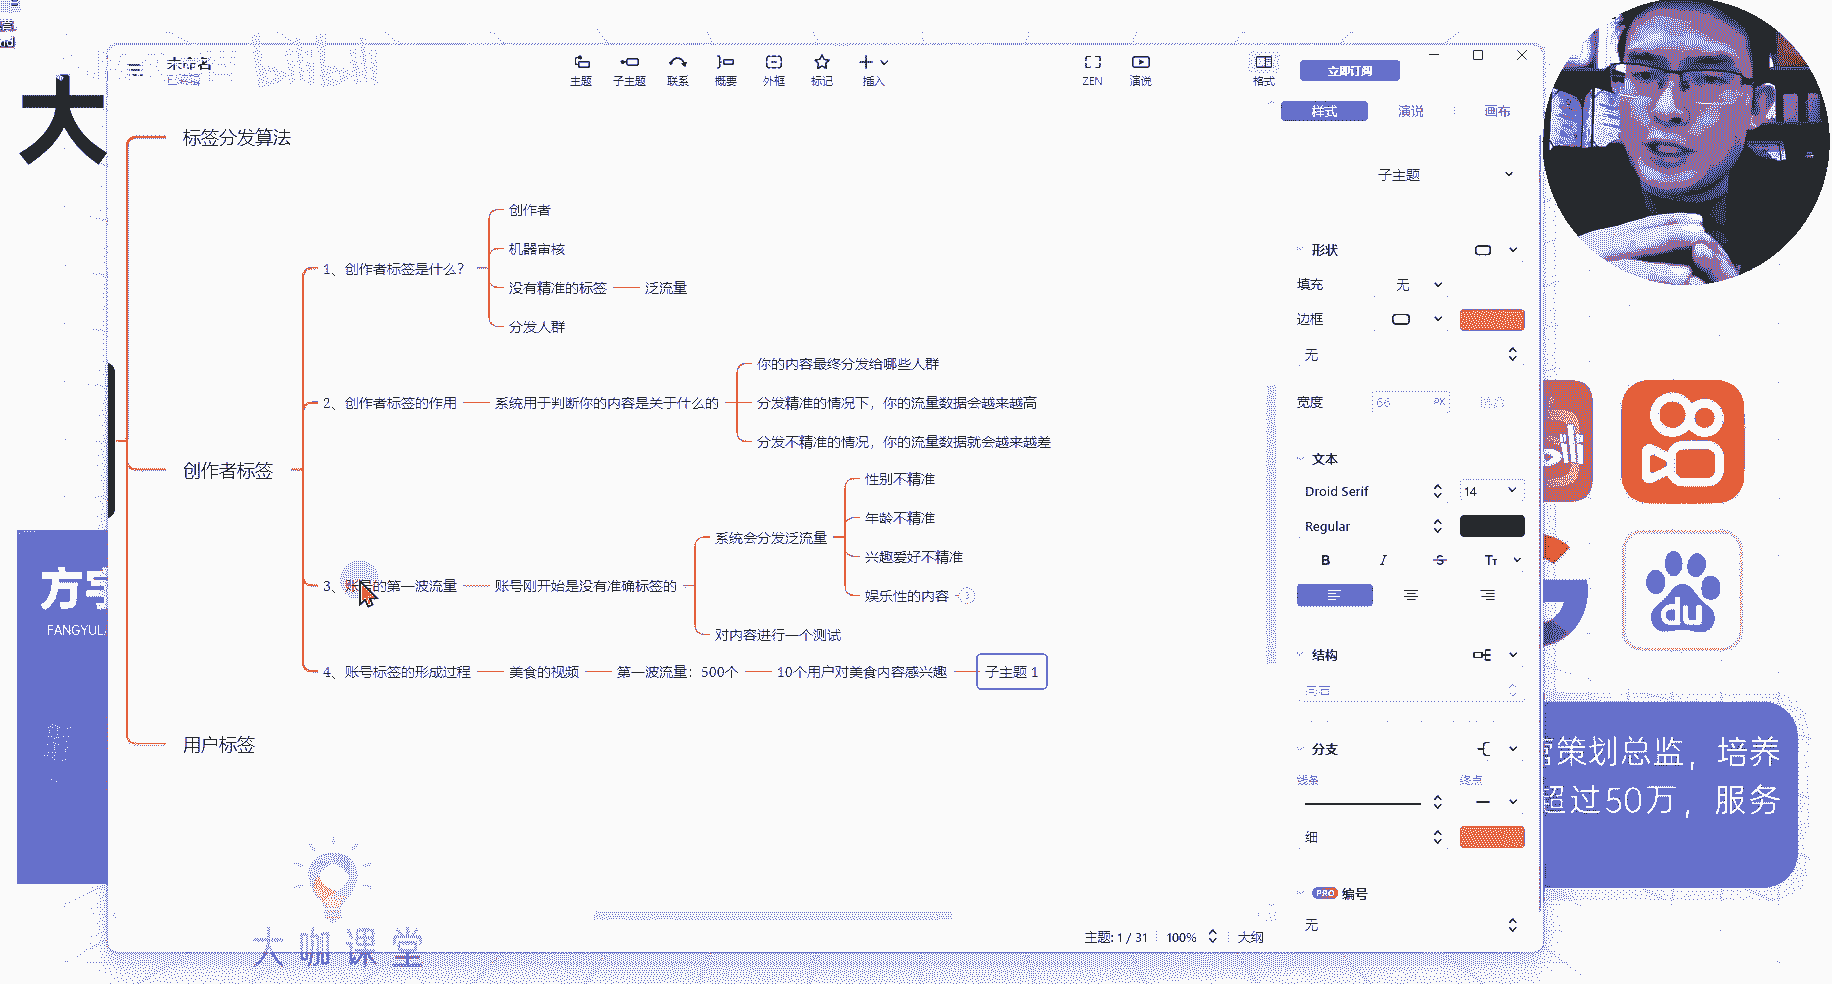 大
未命名
已编辑
主题
子主题
联系
概要
外框
标记
插入
ZEN
演说
格式
立即订阅
样式
演说
画布
标签分发算法
创作者标签
1、创作者标签是什么?
创作者
机器审核
没有精准的标签
泛流量
分发人群
2、创作者标签的作用
系统用于判断你的内容是关于什么的
你的内容最终分发给哪些人群
分发精准的情况下，你的流量数据会越来越高
分发不精准的情况，你的流量数据就会越来越差
3、账号的第一波流量
账号刚开始是没有准确标签的
系统会分发泛流量
性别不精准
年龄不精准
兴趣爱好不精准
娱乐性的内容
3
对内容进行一个测试
4、账号标签的形成过程
美食的视频
第一波流量：500个
10个用户对美食内容感兴趣
子主题 1
用户标签
子主题
形状
填充
无
边框
无
宽度
66
PX
文本
Droid Serif
14
Regular
B
I
S
Tт
结构
分支
线条
终点
细
PRO
编号
无
主题: 1 / 31
100%
大纲
方宇
FANGYUL
du
营策划总监，培养
超过50万，服务
大咖课堂
bilibili